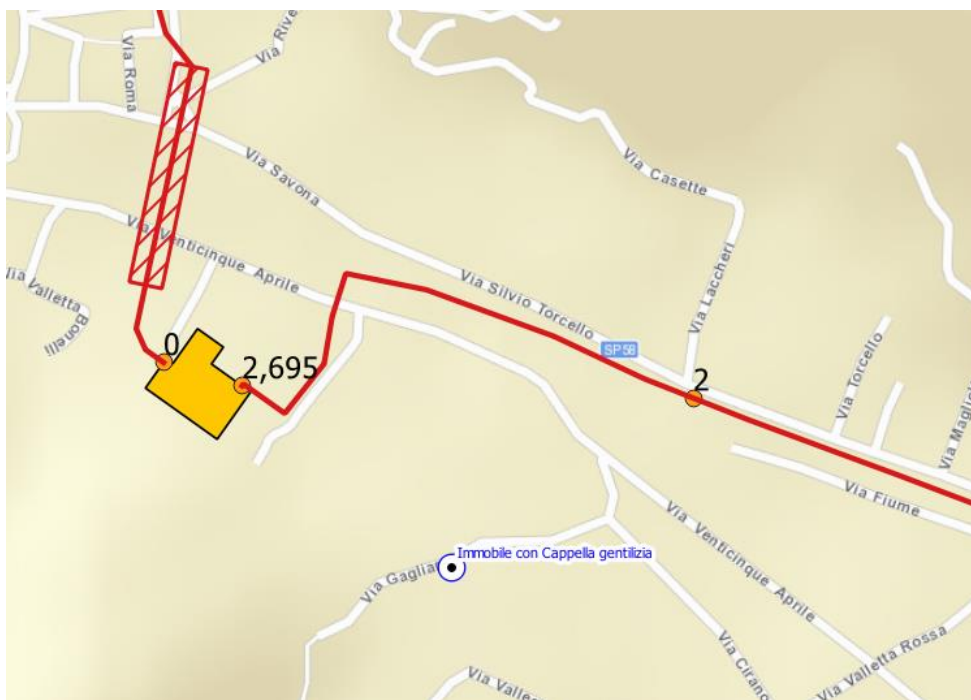 Via Roma
Via Rive
Via Savona
Via Casette
Via Venticinque Aprile
Via Valletta
Bonelli
Via Silvio Torcello
Via Laccheri
SP58
0
2,695
2
Via Torcello
Via Fiume
Immobile con Cappella gentilizia
Via Venticinque Aprile
Via Cirano
Via Valletta Rossa